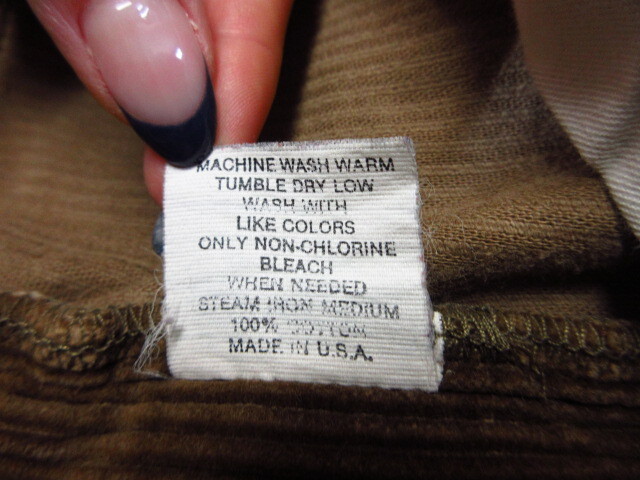 MACHINE WASH WARM
TUMBLE DRY LOW
WASH WITH
LIKE COLORS
ONLY NON-CHLORINE
BLEACH
WHEN NEEDED
STEAM IRON MEDIUM
100% COTTON
MADE IN U.S.A.